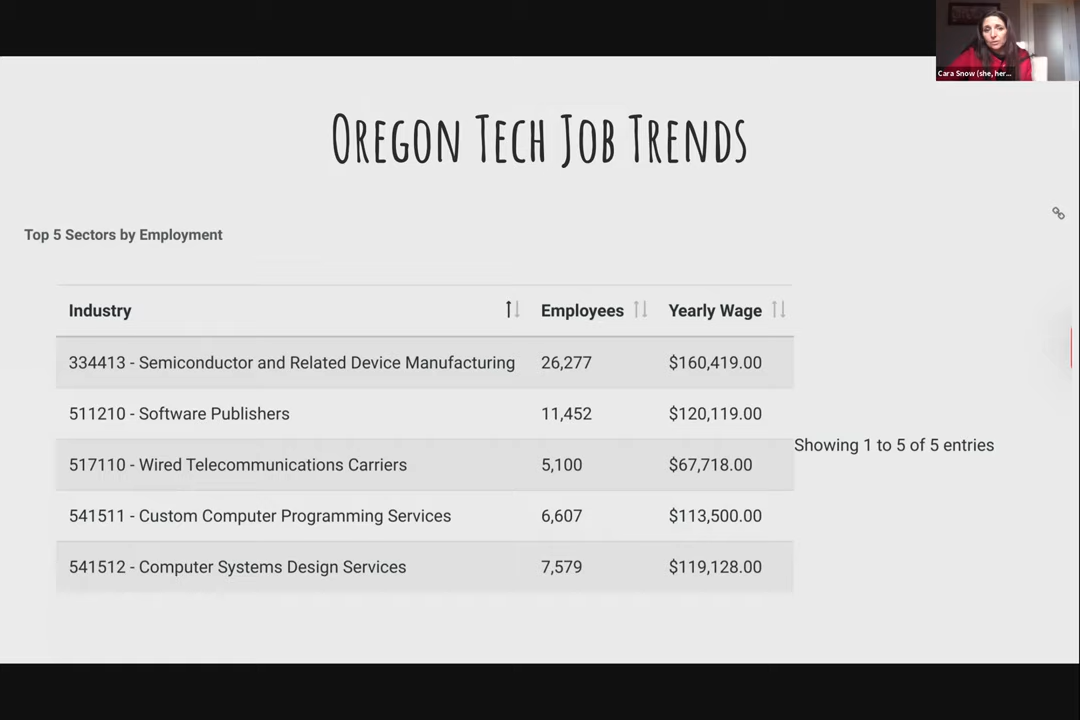 Cara Snow (she, her...
Oregon Tech Job Trends
Top 5 Sectors by Employment
Industry Employees Yearly Wage
334413 - Semiconductor and Related Device Manufacturing 26,277 $160,419.00
511210 - Software Publishers 11,452 $120,119.00
Showing 1 to 5 of 5 entries
517110 - Wired Telecommunications Carriers 5,100 $67,718.00
541511 - Custom Computer Programming Services 6,607 $113,500.00
541512 - Computer Systems Design Services 7,579 $119,128.00